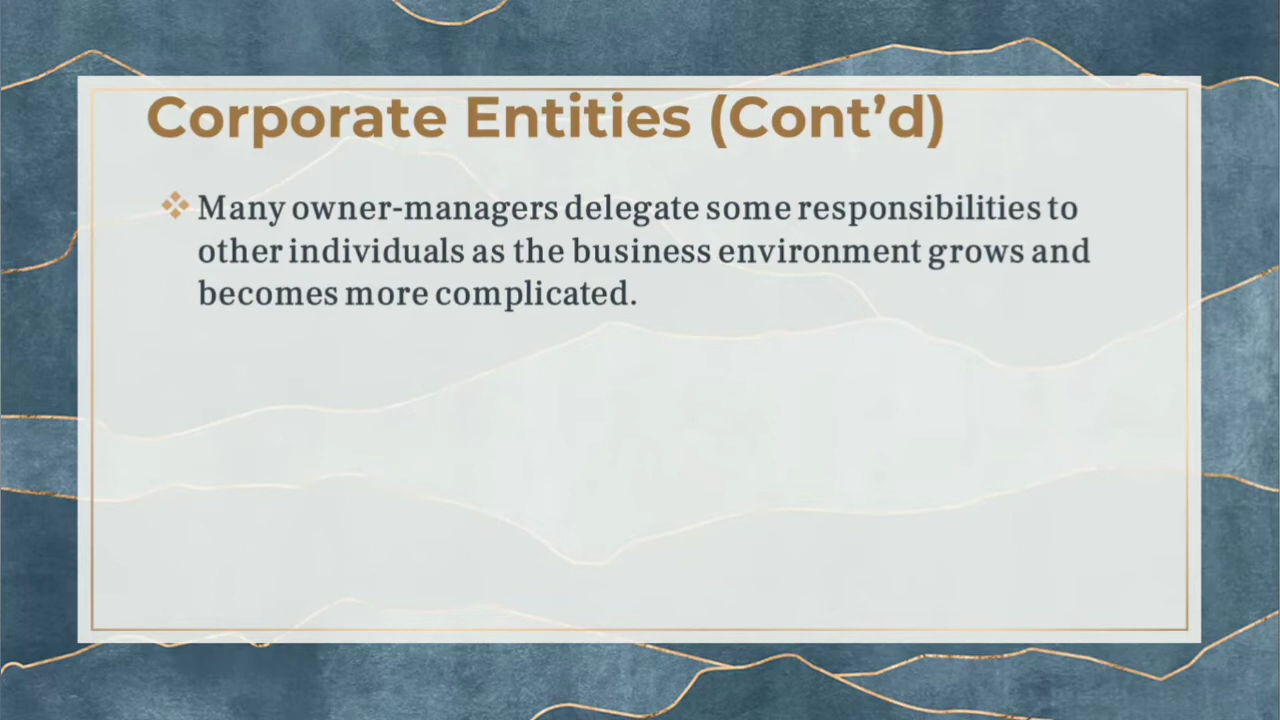 Corporate Entities (Cont’d)
Many owner-managers delegate some responsibilities to
other individuals as the business environment grows and
becomes more complicated.